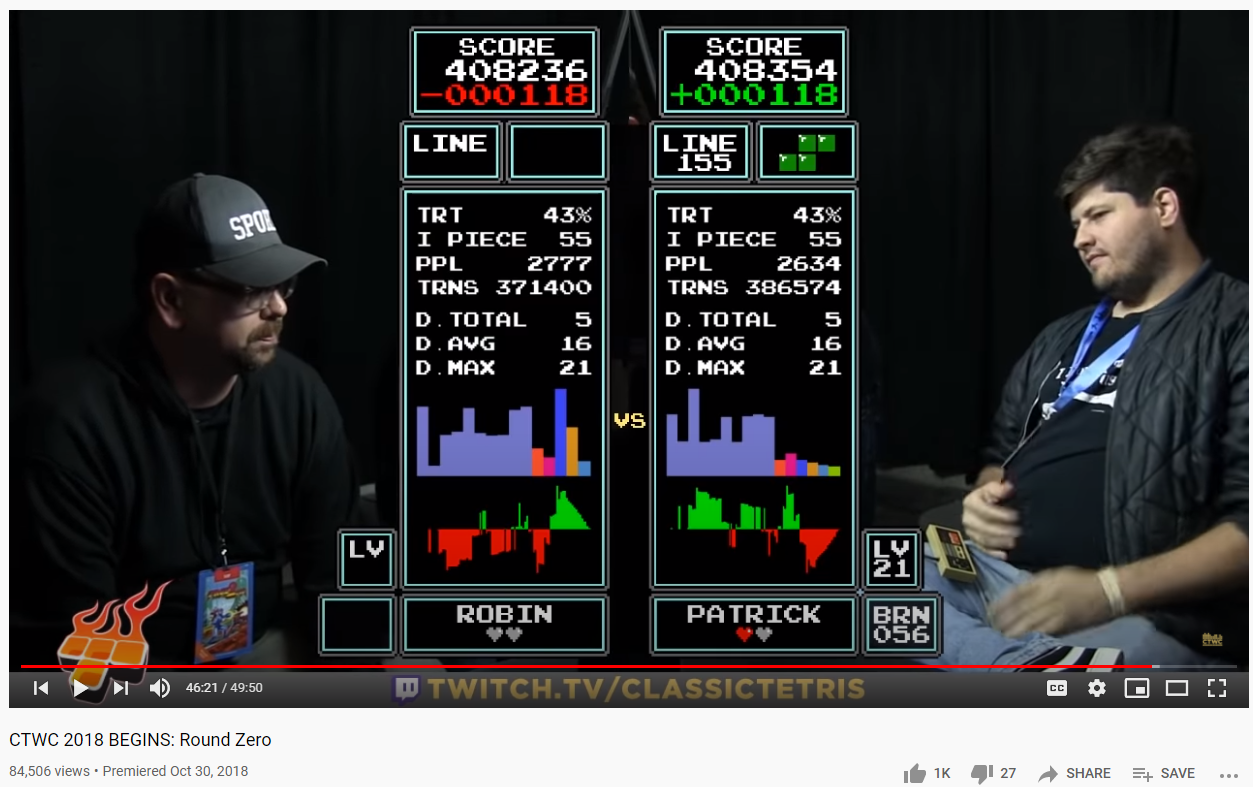 SCORE
408236
-000118
SCORE
408354
+000118
LINE
LINE
155
TRT 43%
I PIECE 55
PPL 2777
TRNS 371400
D.TOTAL 5
D.AVG 16
D.MAX 21
TRT 43%
I PIECE 55
PPL 2634
TRNS 386574
D.TOTAL 5
D.AVG 16
D.MAX 21
VS
SPOR
LV
LV
21
ROBIN
PATRICK
BRN
056
CTWC
46:21 / 49:50
TWITCH.TV/CLASSICTETRIS
CC
CTWC 2018 BEGINS: Round Zero
84,506 views • Premiered Oct 30, 2018
1K 27 SHARE SAVE